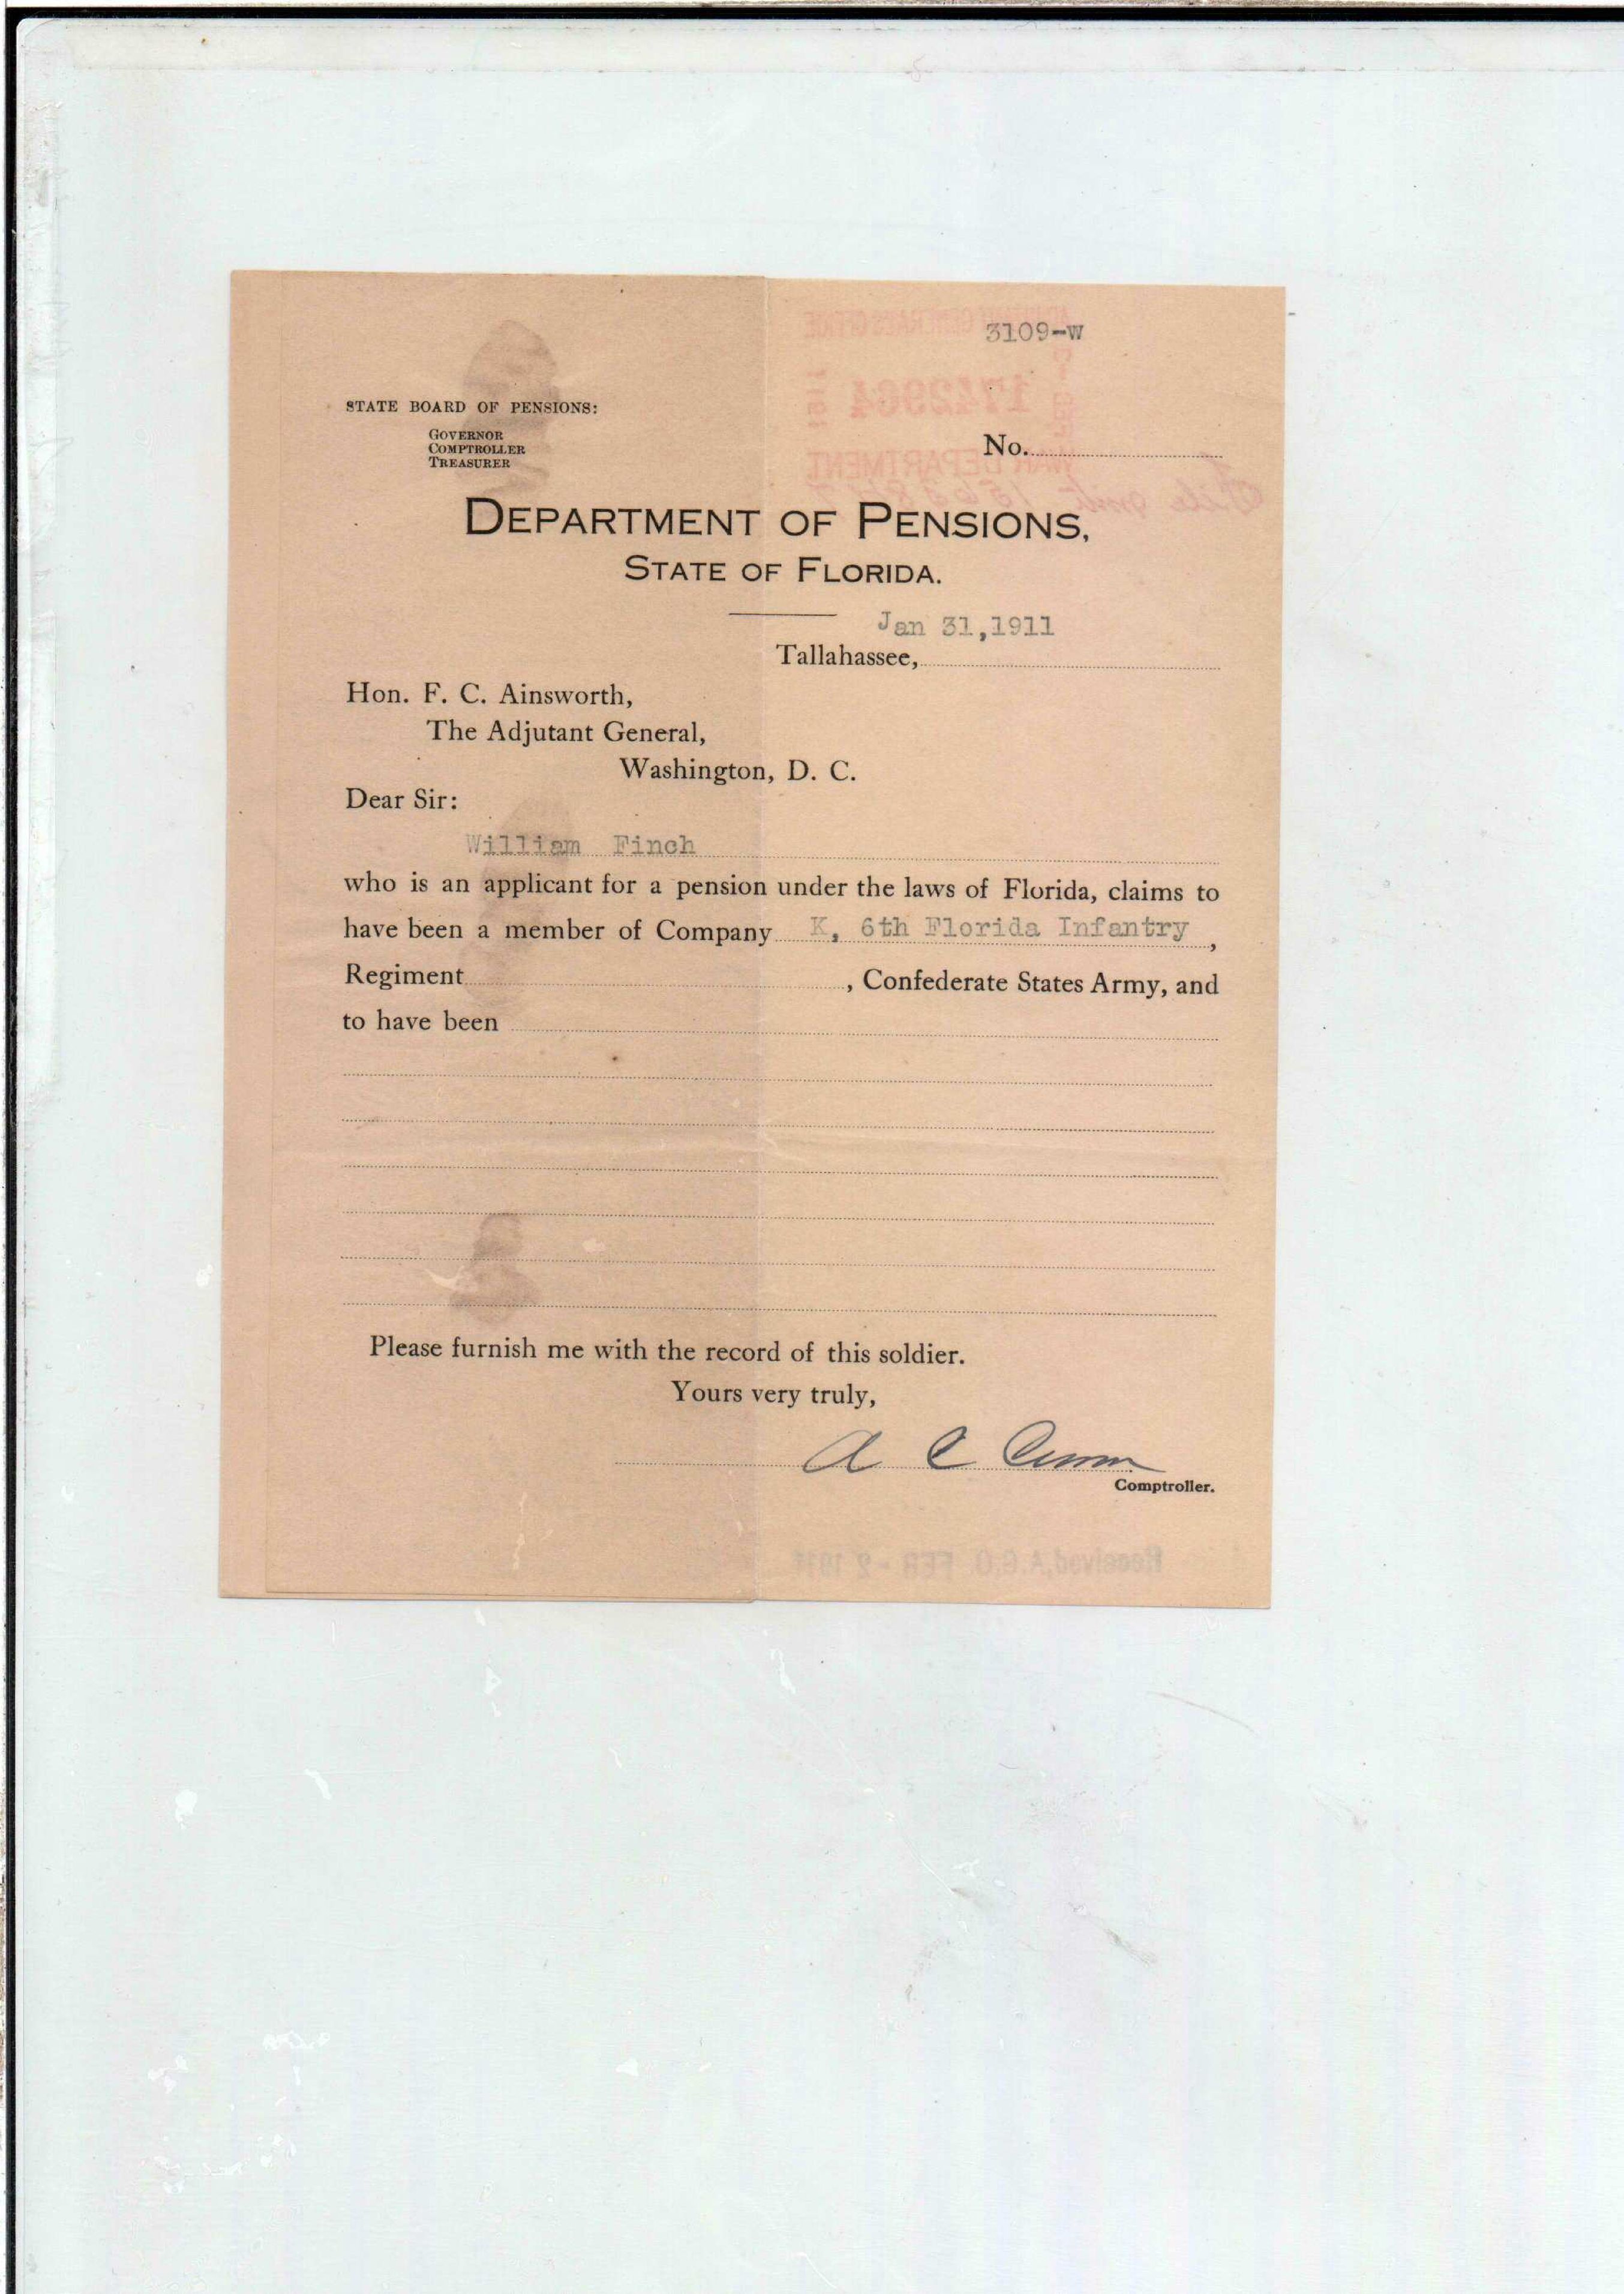 3109-W
STATE BOARD OF PENSIONS:
GOVERNOR
COMPTROLLER
TREASURER
No.
DEPARTMENT OF PENSIONS,
STATE OF FLORIDA.
Jan 31,1911
Tallahassee,
Hon. F. C. Ainsworth,
The Adjutant General,
Washington, D. C.
Dear Sir:
William Finch
who is an applicant for a pension under the laws of Florida, claims to
have been a member of Company K, 6th Florida Infantry,
Regiment , Confederate States Army, and
to have been
Please furnish me with the record of this soldier.
Yours very truly,
A C Croom
Comptroller.
Received A.G.O. FEB - 2 1911